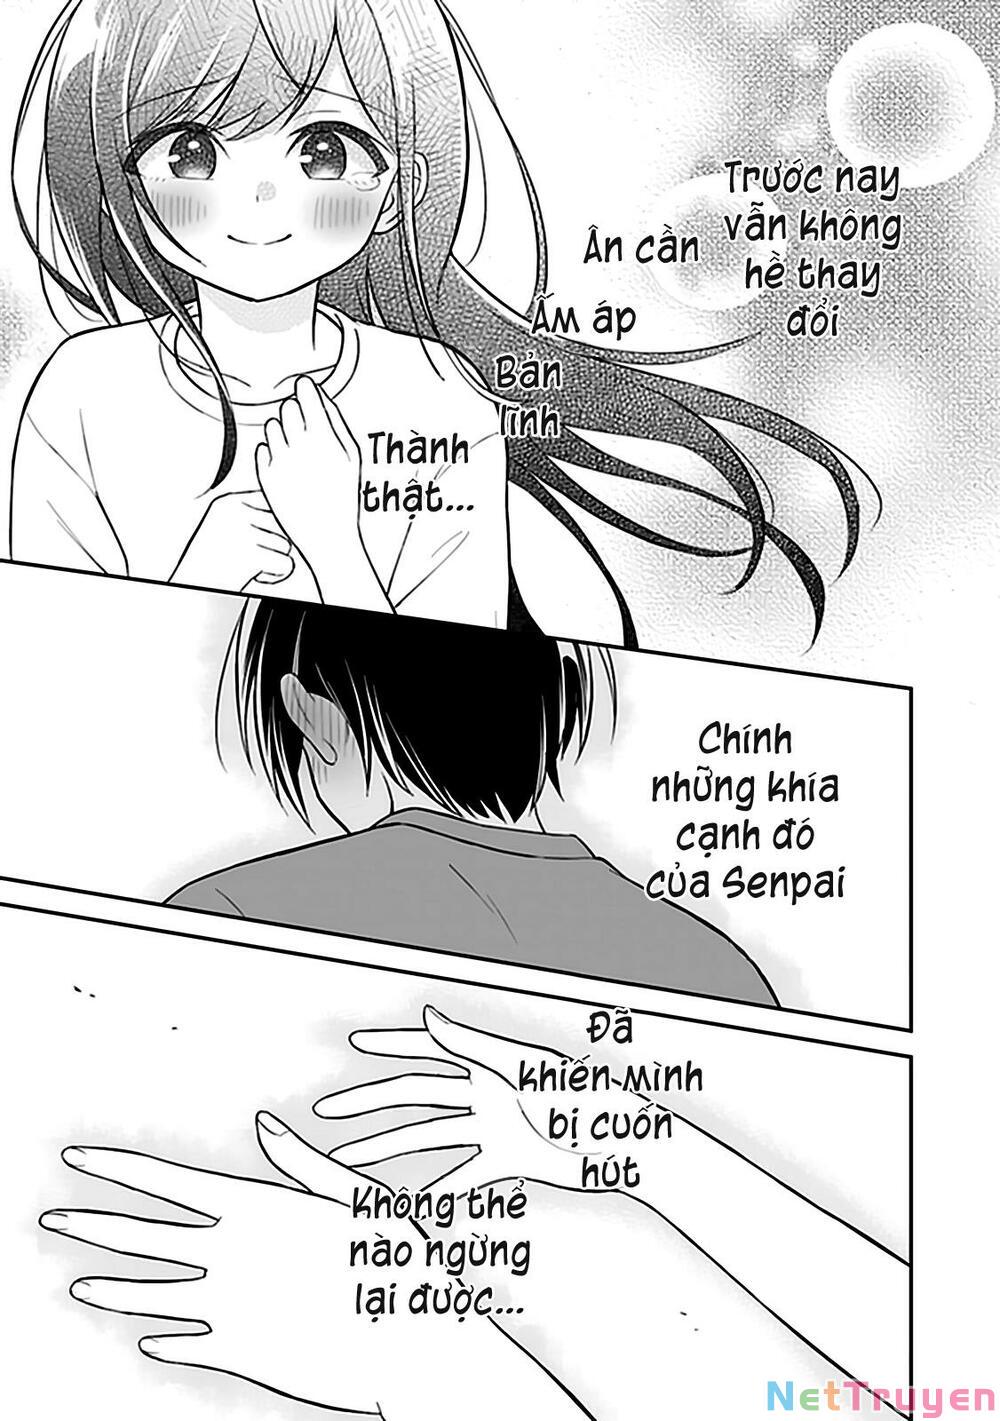 Trước nay
vẫn không
hề thay
đổi
Ân cần
Ấm áp
Bản
lĩnh
Thành
thật...
Chính
những khía
cạnh đó
của Senpai
Đã
khiến mình
bị cuốn
hút
Không thể
nào ngừng
lại được...
NetTruyen